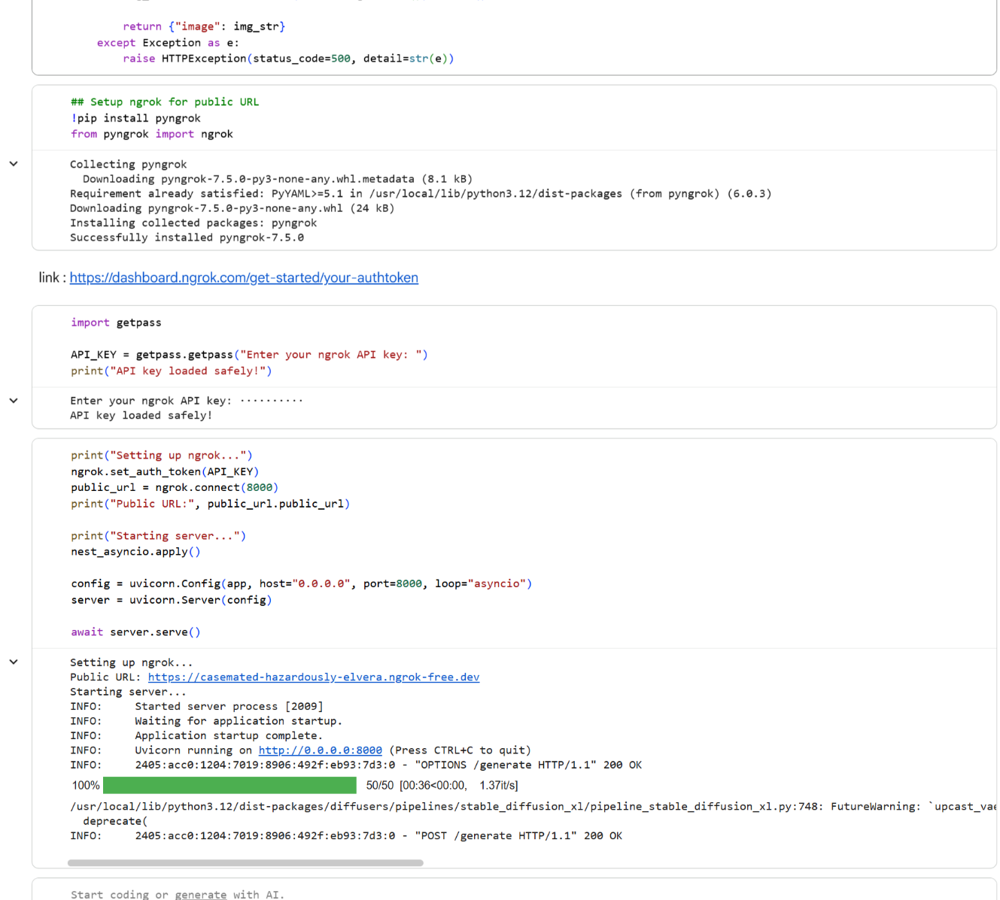 return {"image": img_str}
except Exception as e:
raise HTTPException(status_code=500, detail=str(e))
## Setup ngrok for public URL
!pip install pyngrok
from pyngrok import ngrok
Collecting pyngrok
Downloading pyngrok-7.5.0-py3-none-any.whl.metadata (8.1 kB)
Requirement already satisfied: PyYAML>=5.1 in /usr/local/lib/python3.12/dist-packages (from pyngrok) (6.0.3)
Downloading pyngrok-7.5.0-py3-none-any.whl (24 kB)
Installing collected packages: pyngrok
Successfully installed pyngrok-7.5.0
link : https://dashboard.ngrok.com/get-started/your-authtoken
import getpass
API_KEY = getpass.getpass("Enter your ngrok API key: ")
print("API key loaded safely!")
Enter your ngrok API key: ··········
API key loaded safely!
print("Setting up ngrok...")
ngrok.set_auth_token(API_KEY)
public_url = ngrok.connect(8000)
print("Public URL:", public_url.public_url)
print("Starting server...")
nest_asyncio.apply()
config = uvicorn.Config(app, host="0.0.0.0", port=8000, loop="asyncio")
server = uvicorn.Server(config)
await server.serve()
Setting up ngrok...
Public URL: https://casemated-hazardously-elvera.ngrok-free.dev
Starting server...
INFO:     Started server process [2009]
INFO:     Waiting for application startup.
INFO:     Application startup complete.
INFO:     Uvicorn running on http://0.0.0.0:8000 (Press CTRL+C to quit)
INFO:     2405:acc0:1204:7019:8906:492f:eb93:7d3:0 - "OPTIONS /generate HTTP/1.1" 200 OK
100% 50/50 [00:36<00:00, 1.37it/s]
/usr/local/lib/python3.12/dist-packages/diffusers/pipelines/stable_diffusion_xl/pipeline_stable_diffusion_xl.py:748: FutureWarning: `upcast_vae
deprecate(
INFO:     2405:acc0:1204:7019:8906:492f:eb93:7d3:0 - "POST /generate HTTP/1.1" 200 OK
Start coding or generate with AI.